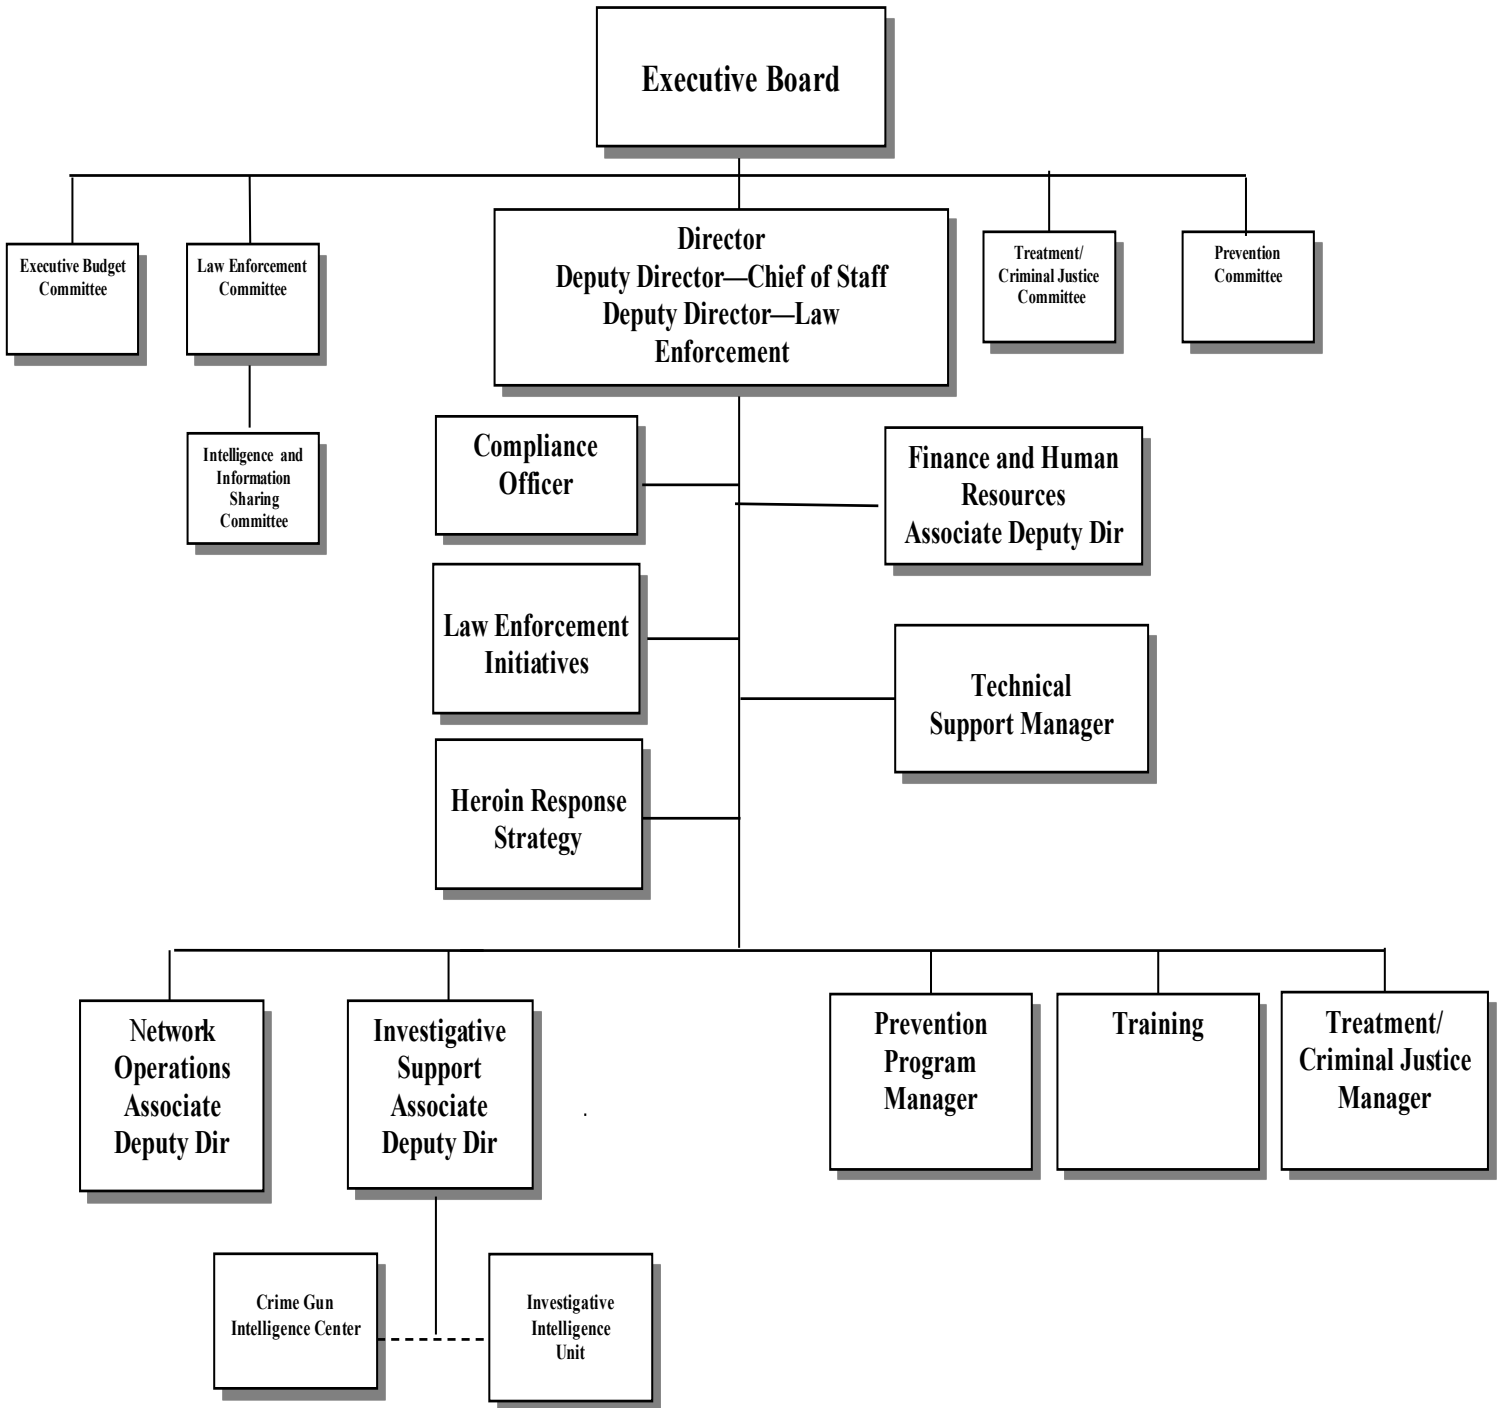 Executive Board
Executive Budget
Committee
Law Enforcement
Committee
Director
Deputy Director—Chief of Staff
Deputy Director—Law
Enforcement
Treatment/
Criminal Justice
Committee
Prevention
Committee
Intelligence and
Information
Sharing
Committee
Compliance
Officer
Finance and Human
Resources
Associate Deputy Dir
Law Enforcement
Initiatives
Technical
Support Manager
Heroin Response
Strategy
Network
Operations
Associate
Deputy Dir
Investigative
Support
Associate
Deputy Dir
Prevention
Program
Manager
Training
Treatment/
Criminal Justice
Manager
Crime Gun
Intelligence Center
Investigative
Intelligence
Unit